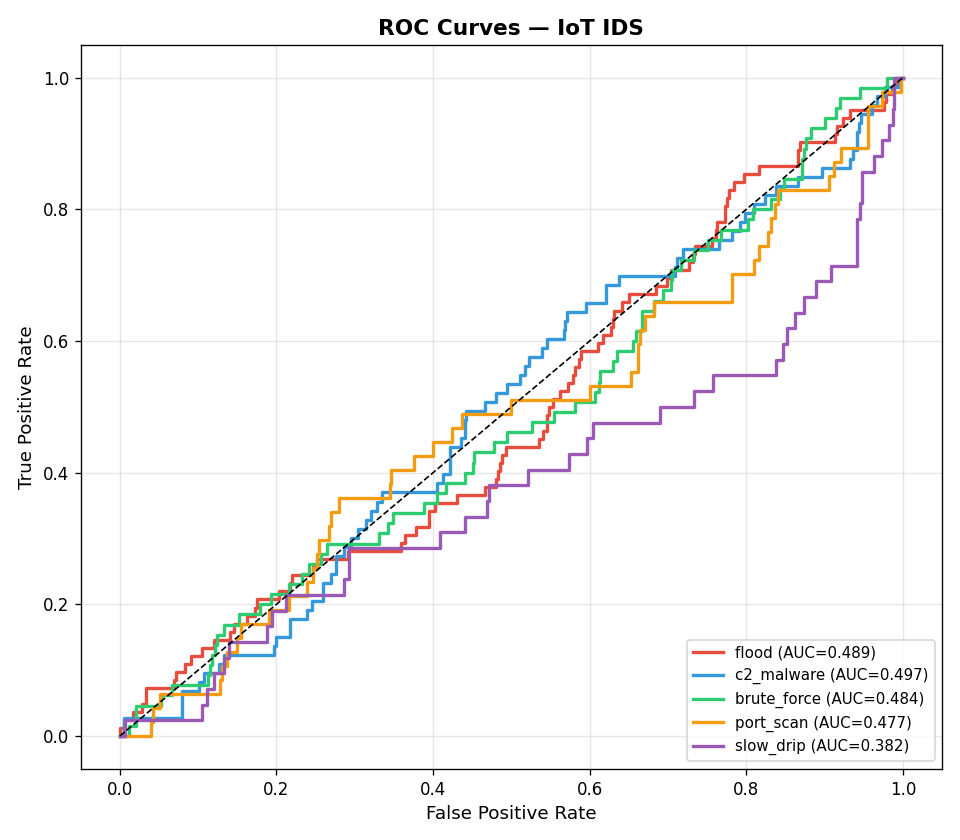 ROC Curves — IoT IDS
True Positive Rate
1.0
0.8
0.6
0.4
0.2
0.0
flood (AUC=0.489)
c2_malware (AUC=0.497)
brute_force (AUC=0.484)
port_scan (AUC=0.477)
slow_drip (AUC=0.382)
0.0 0.2 0.4 0.6 0.8 1.0
False Positive Rate